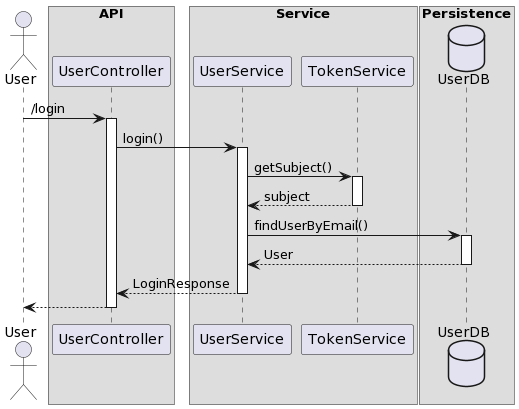 API
Service
Persistence
User
UserController
UserService
TokenService
UserDB
/login
login()
getSubject()
subject
findUserByEmail()
User
LoginResponse
User
UserController
UserService
TokenService
UserDB